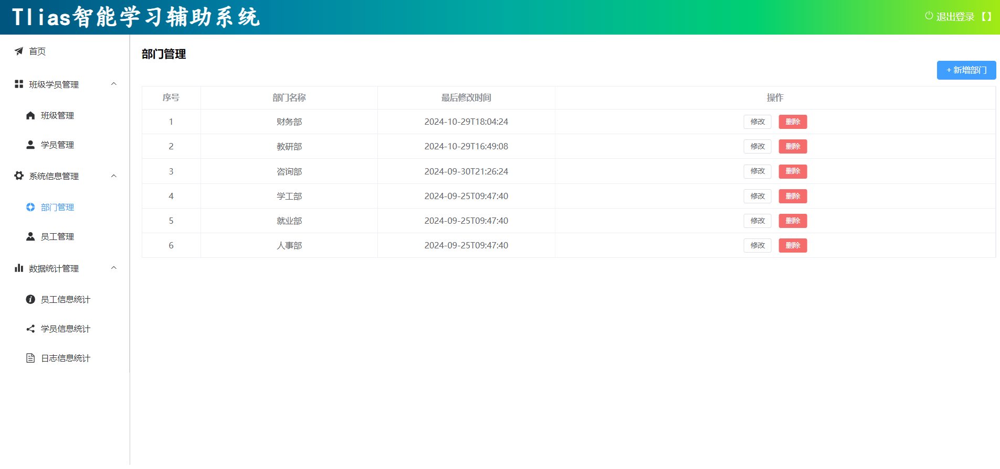 Tlias智能学习辅助系统
退出登录 【】
首页
班级学员管理
班级管理
学员管理
系统信息管理
部门管理
员工管理
数据统计管理
员工信息统计
学员信息统计
日志信息统计
部门管理
+ 新增部门
序号 部门名称 最后修改时间 操作
1 财务部 2024-10-29T18:04:24 修改 删除
2 教研部 2024-10-29T16:49:08 修改 删除
3 咨询部 2024-09-30T21:26:24 修改 删除
4 学工部 2024-09-25T09:47:40 修改 删除
5 就业部 2024-09-25T09:47:40 修改 删除
6 人事部 2024-09-25T09:47:40 修改 删除